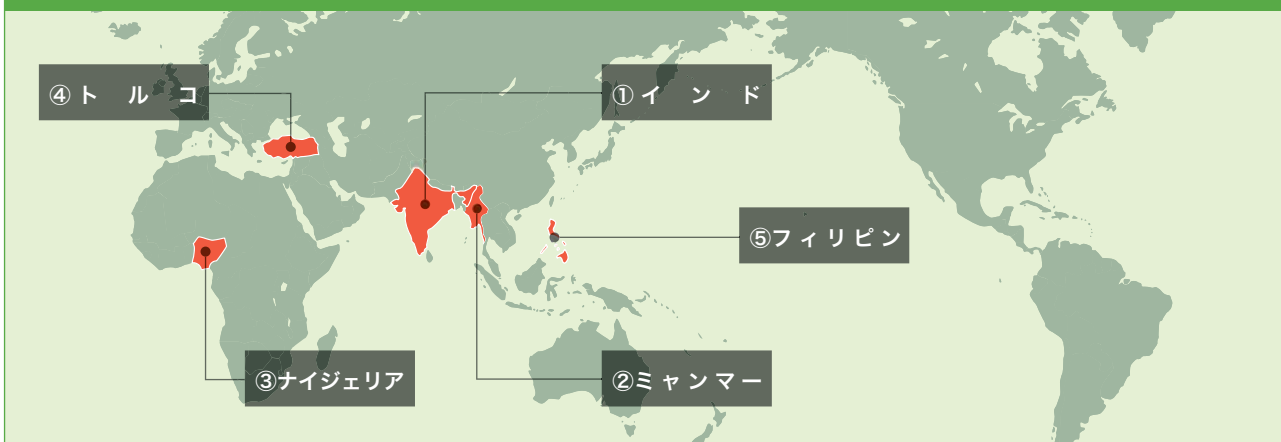 ④トルコ
①インド
⑤フィリピン
③ナイジェリア
②ミャンマー